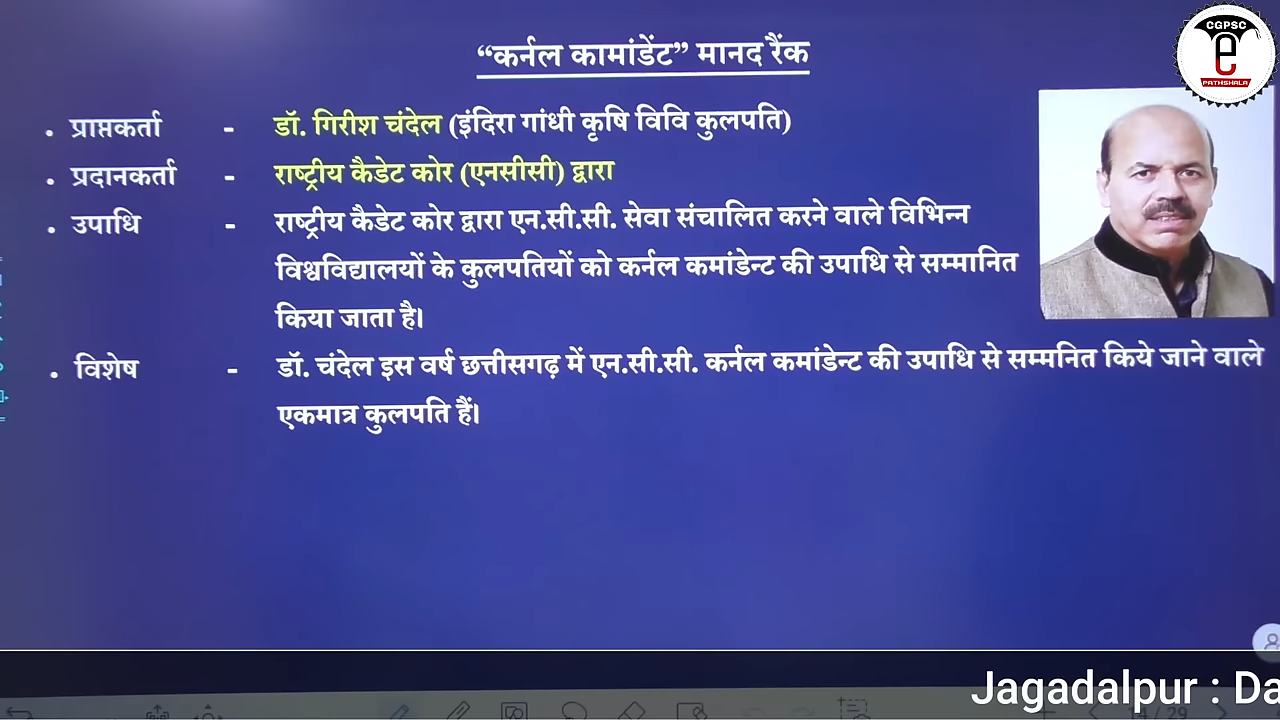 CGPSC
e
PATHSHALA
“कर्नल कामांडेंट” मानद रैंक
• प्राप्तकर्ता - डॉ. गिरीश चंदेल (इंदिरा गांधी कृषि विवि कुलपति)
• प्रदानकर्ता - राष्ट्रीय कैडेट कोर (एनसीसी) द्वारा
• उपाधि - राष्ट्रीय कैडेट कोर द्वारा एन.सी.सी. सेवा संचालित करने वाले विभिन्न
विश्वविद्यालयों के कुलपतियों को कर्नल कमांडेन्ट की उपाधि से सम्मानित
किया जाता है।
• विशेष - डॉ. चंदेल इस वर्ष छत्तीसगढ़ में एन.सी.सी. कर्नल कमांडेन्ट की उपाधि से सम्मनित किये जाने वाले
एकमात्र कुलपति हैं।
Jagadalpur : Da